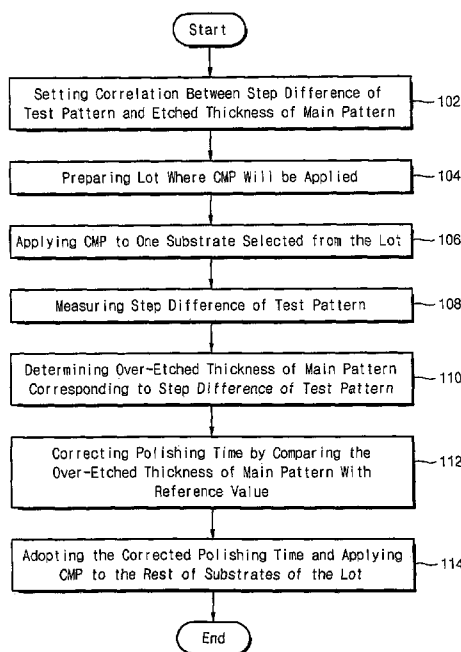 Start
Setting Correlation Between Step Difference of
Test Pattern and Etched Thickness of Main Pattern
102
Preparing Lot Where CMP Will be Applied
104
Applying CMP to One Substrate Selected from the Lot
106
Measuring Step Difference of Test Pattern
108
Determining Over-Etched Thickness of Main Pattern
Corresponding to Step Difference of Test Pattern
110
Correcting Polishing Time by Comparing the
Over-Etched Thickness of Main Pattern With
Reference Value
112
Adopting the Corrected Polishing Time and Applying
CMP to the Rest of Substrates of the Lot
114
End